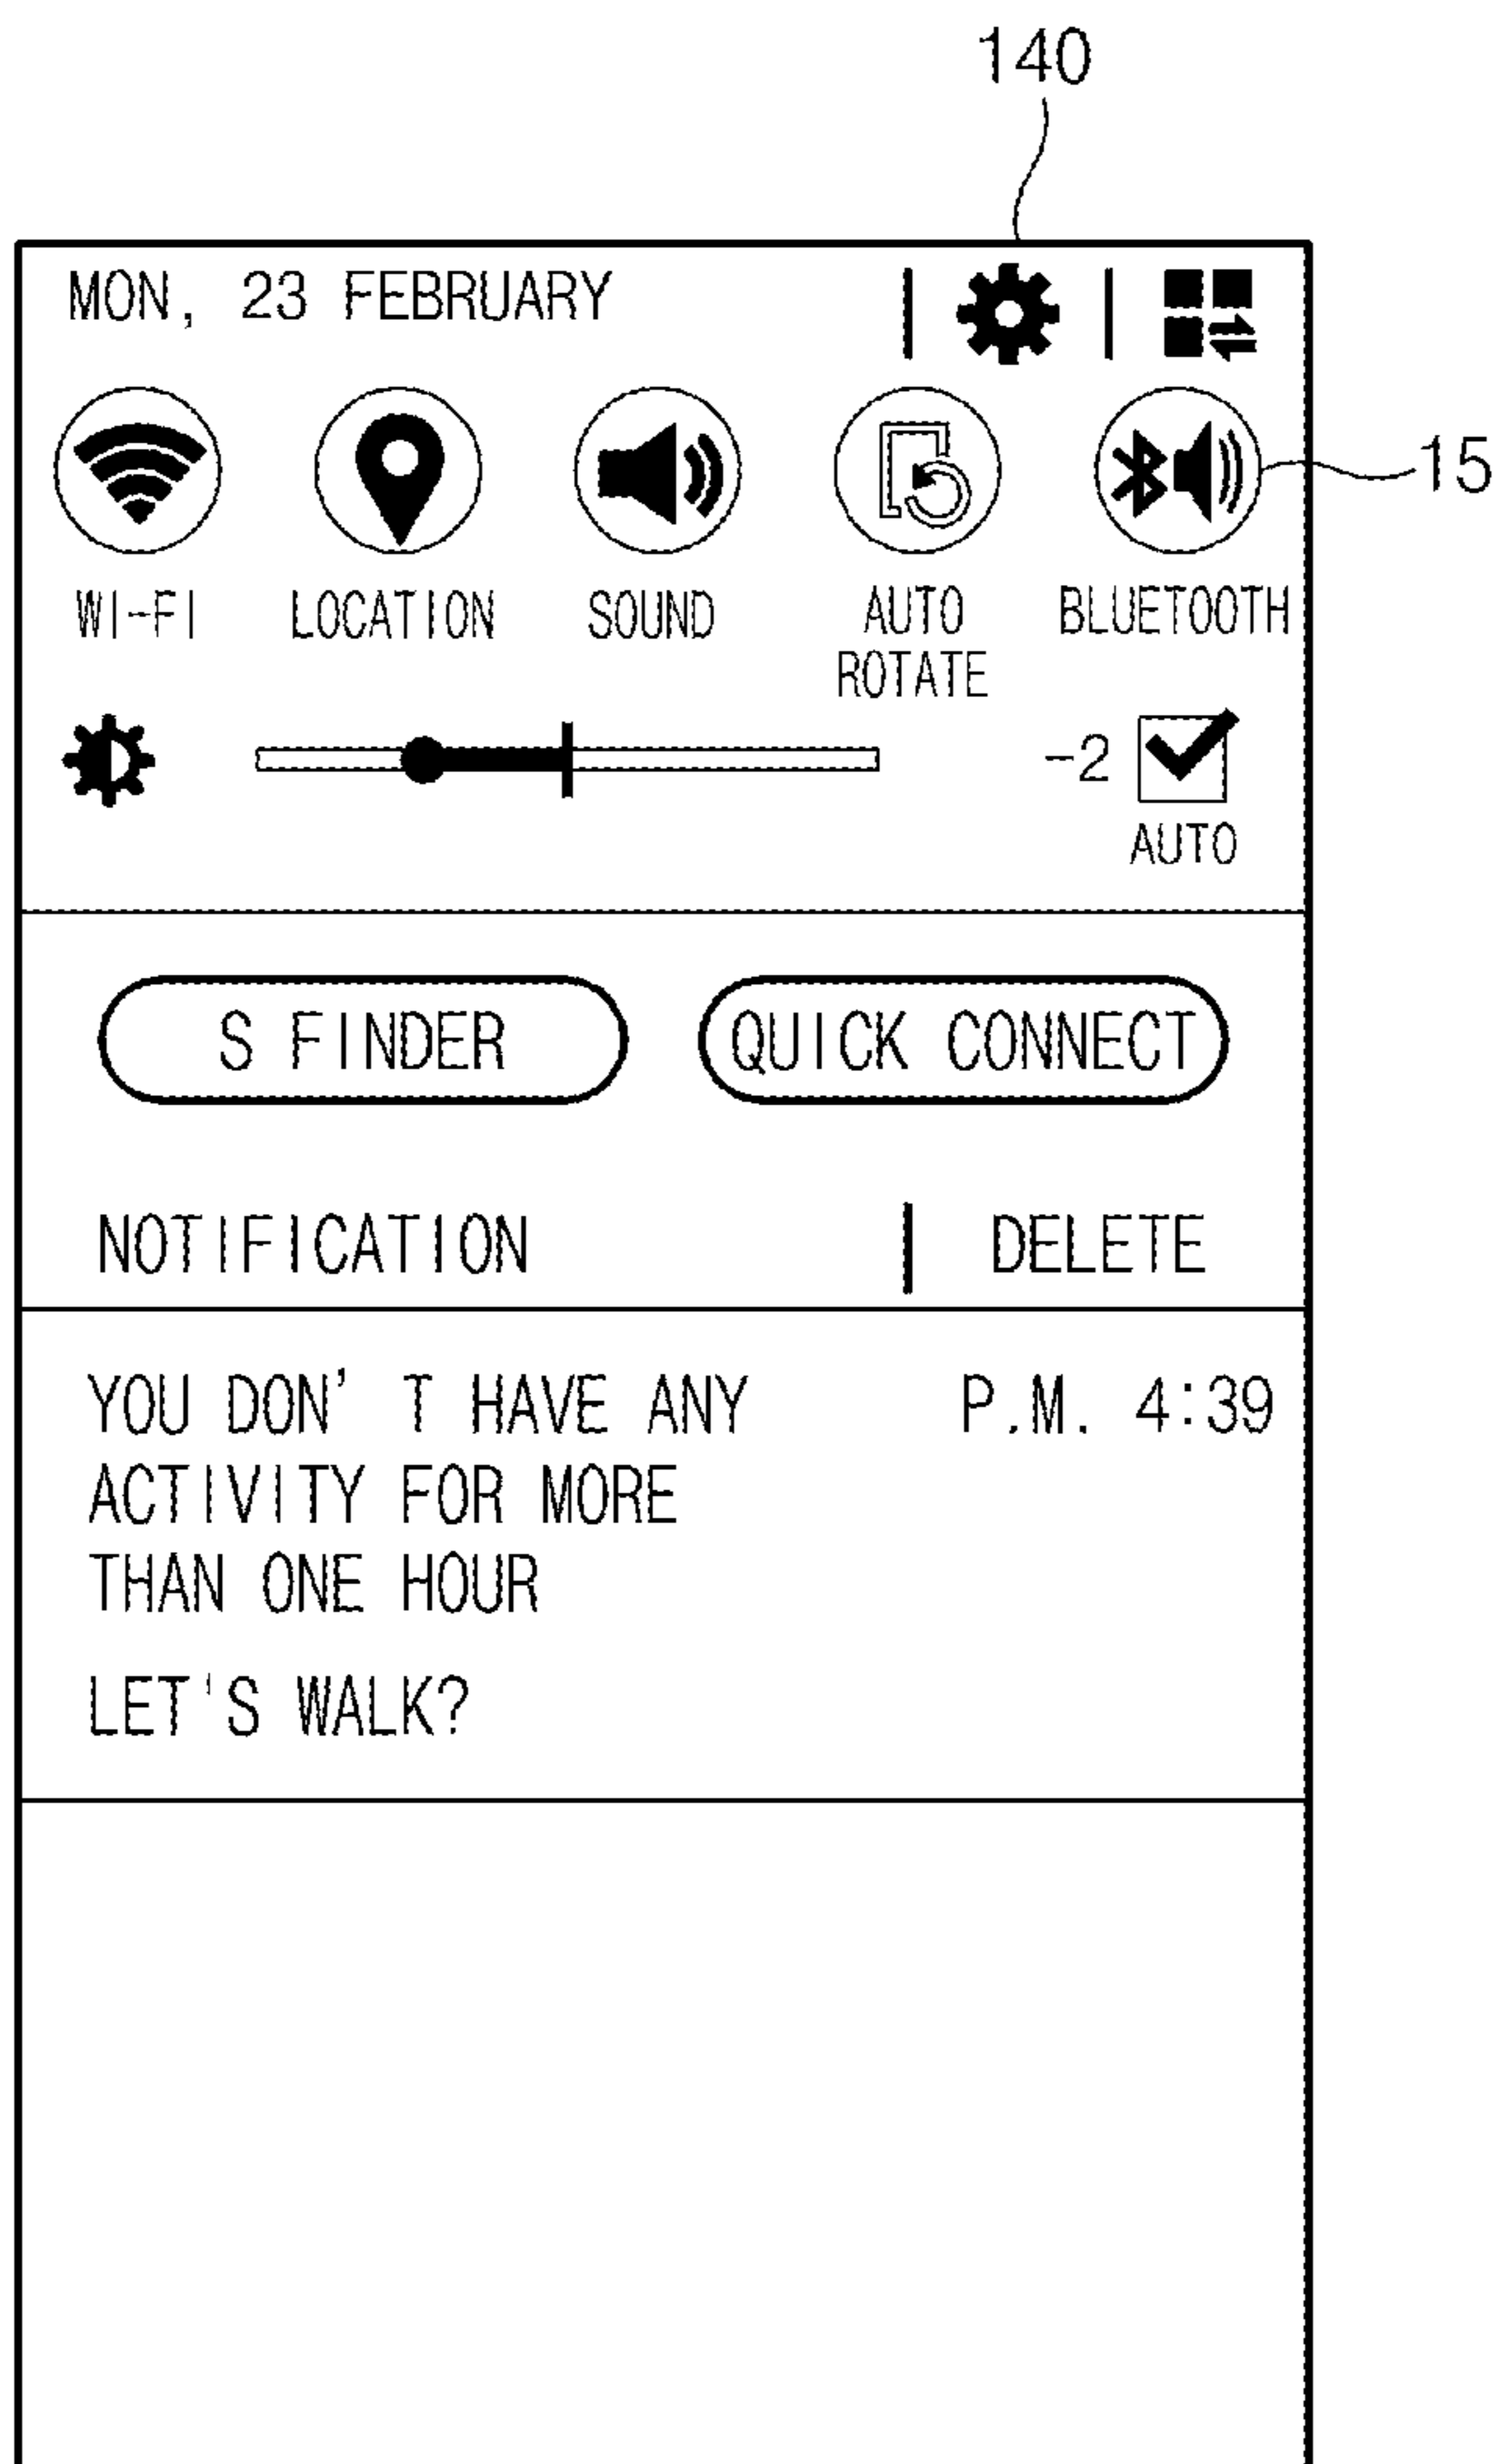 140
MON, 23 FEBRUARY
15
WI-FI LOCATION SOUND AUTO ROTATE BLUETOOTH
-2
AUTO
S FINDER QUICK CONNECT
NOTIFICATION DELETE
YOU DON' T HAVE ANY P.M. 4:39
ACTIVITY FOR MORE
THAN ONE HOUR
LET'S WALK?